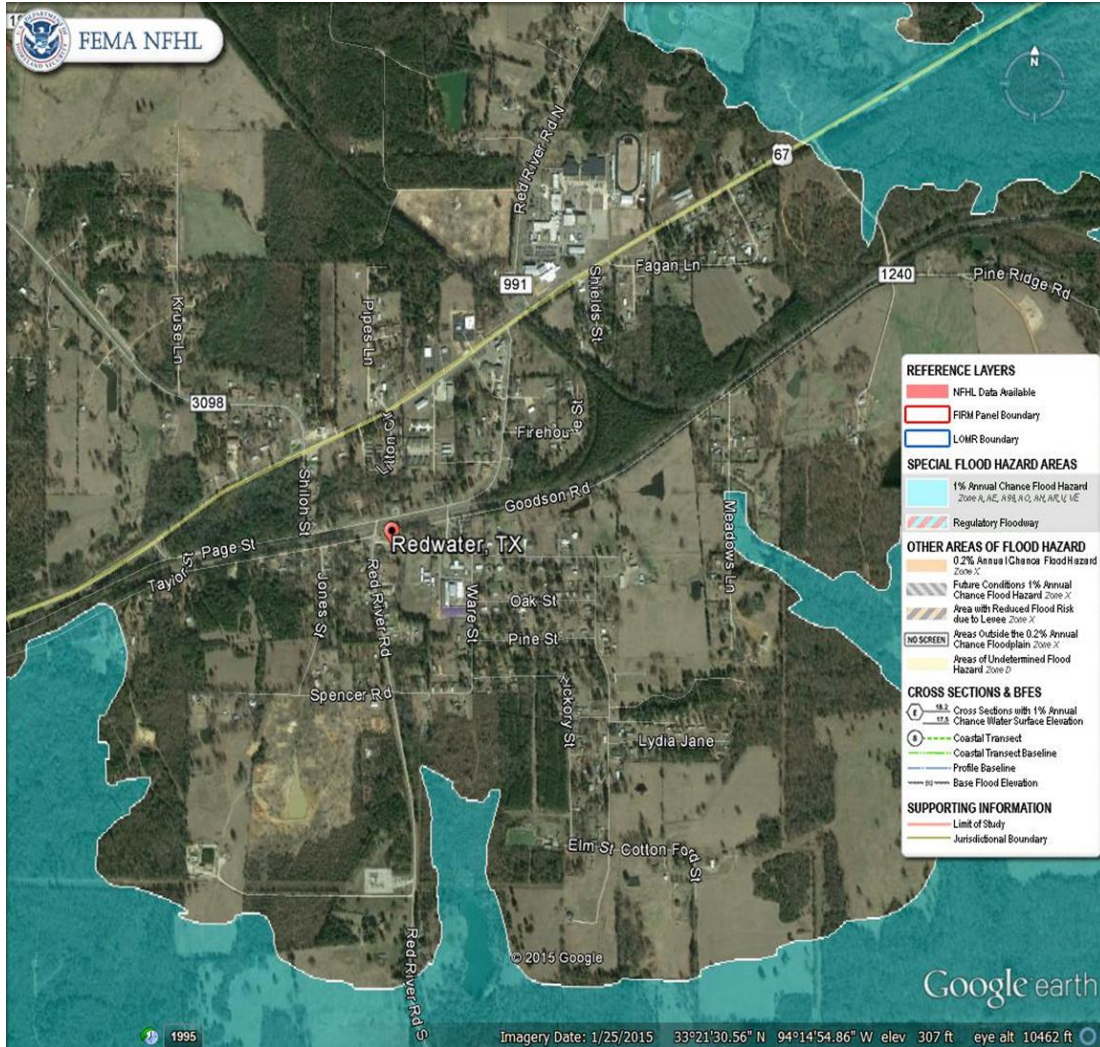 FEMA NFHL
N
67
Red River Rd N
991
Fagan Ln
Shields St
1240
Pine Ridge Rd
Kruse Ln
Pipes Ln
3098
Litton Ct
Shiloh St
Goodson Rd
Meadows Ln
Redwater, TX
Page St
Taylor St
Jones St
Red River Rd
Ware St
Oak St
Pine St
Spencer Rd
Hickory St
Lydia Jane
Elm St
Cotton Ford St
Red River Rd S
REFERENCE LAYERS
NFHL Data Available
FIRM Panel Boundary
LOMR Boundary
SPECIAL FLOOD HAZARD AREAS
1% Annual Chance Flood Hazard
Zone A, AE, A99, AO, AH, AR, V, VE
Regulatory Floodway
OTHER AREAS OF FLOOD HAZARD
0.2% Annual Chance Flood Hazard
Zone X
Future Conditions 1% Annual
Chance Flood Hazard Zone X
Area with Reduced Flood Risk
due to Levee Zone X
NO SCREEN
Areas Outside the 0.2% Annual
Chance Floodplain Zone X
Areas of Undetermined Flood
Hazard Zone D
CROSS SECTIONS & BFES
E 18.2
17.5
Cross Sections with 1% Annual
Chance Water Surface Elevation
8
Coastal Transect
Coastal Transect Baseline
Profile Baseline
513
Base Flood Elevation
SUPPORTING INFORMATION
Limit of Study
Jurisdictional Boundary
© 2015 Google
Google earth
1995
Imagery Date: 1/25/2015 33°21'30.56" N 94°14'54.86" W elev 307 ft eye alt 10462 ft